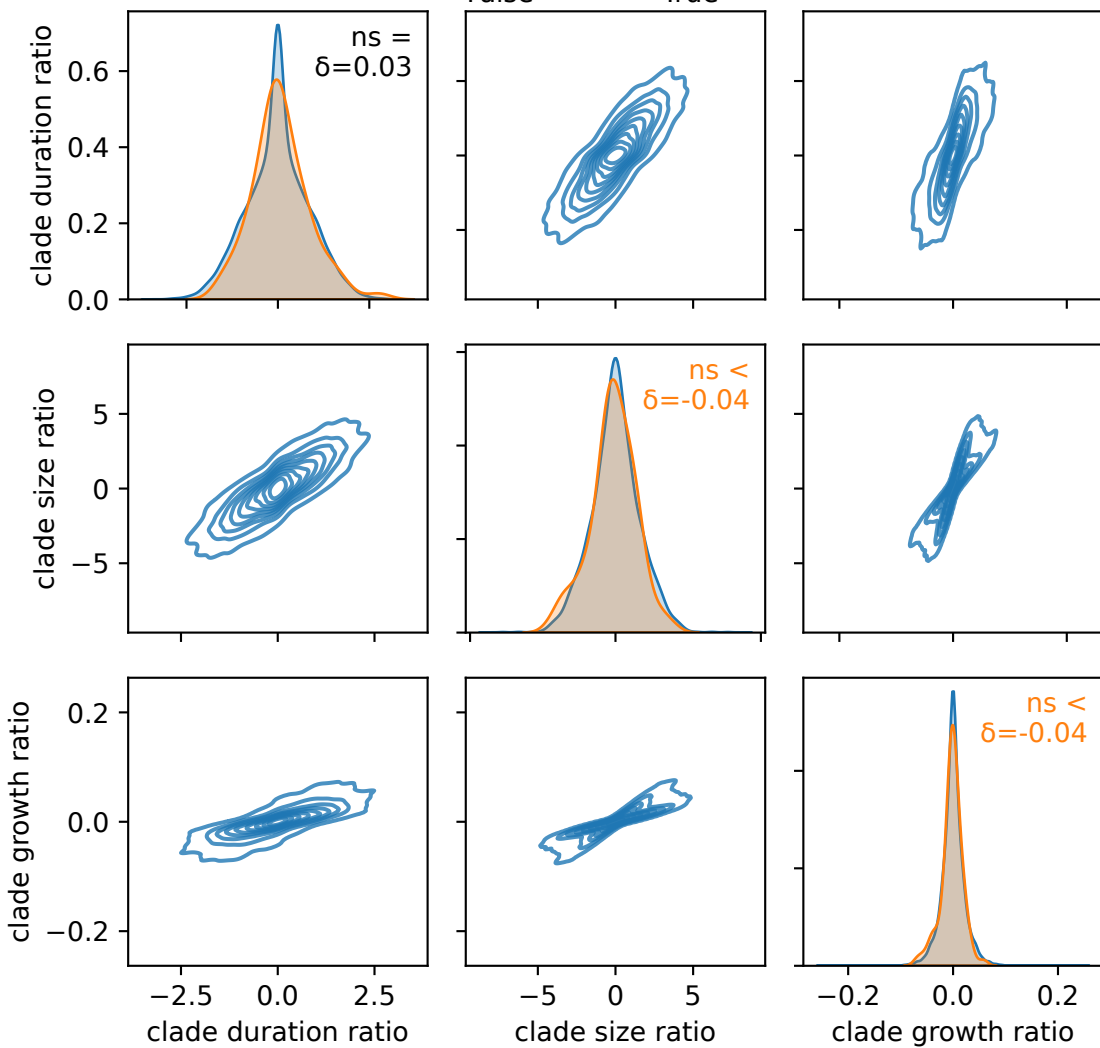 ns =
δ=0.03
clade duration ratio
0.6
0.4
0.2
0.0
ns <
δ=-0.04
clade size ratio
5
0
−5
ns <
δ=-0.04
clade growth ratio
0.2
0.0
−0.2
−2.5 0.0 2.5
−5 0 5
−0.2 0.0 0.2
clade duration ratio
clade size ratio
clade growth ratio